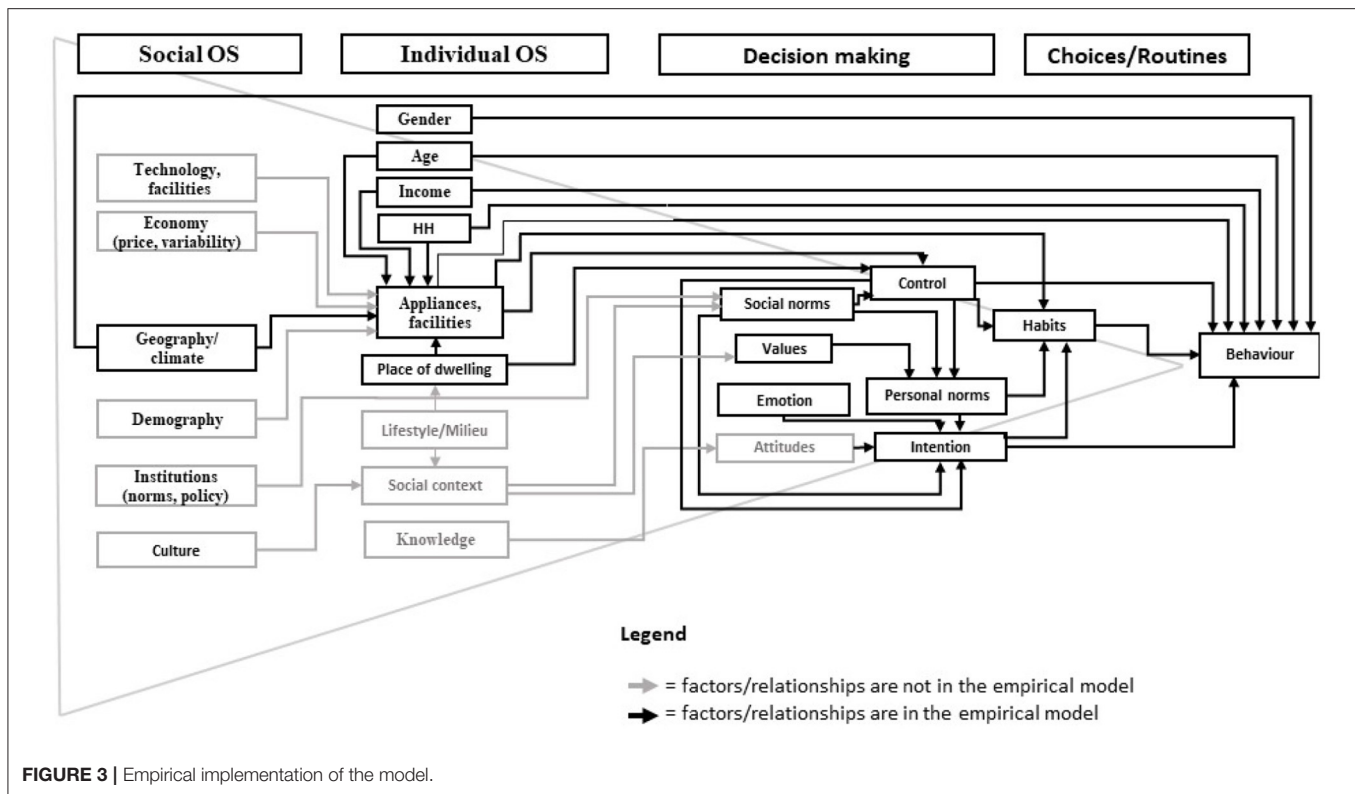 Social OS
Individual OS
Decision making
Choices/Routines
Gender
Age
Income
HH
Technology,
facilities
Economy
(price, variability)
Geography/
climate
Demography
Institutions
(norms, policy)
Culture
Appliances,
facilities
Place of dwelling
Lifestyle/Milieu
Social context
Knowledge
Social norms
Values
Emotion
Attitudes
Control
Personal norms
Intention
Habits
Behaviour
Legend
= factors/relationships are not in the empirical model
= factors/relationships are in the empirical model
FIGURE 3 | Empirical implementation of the model.